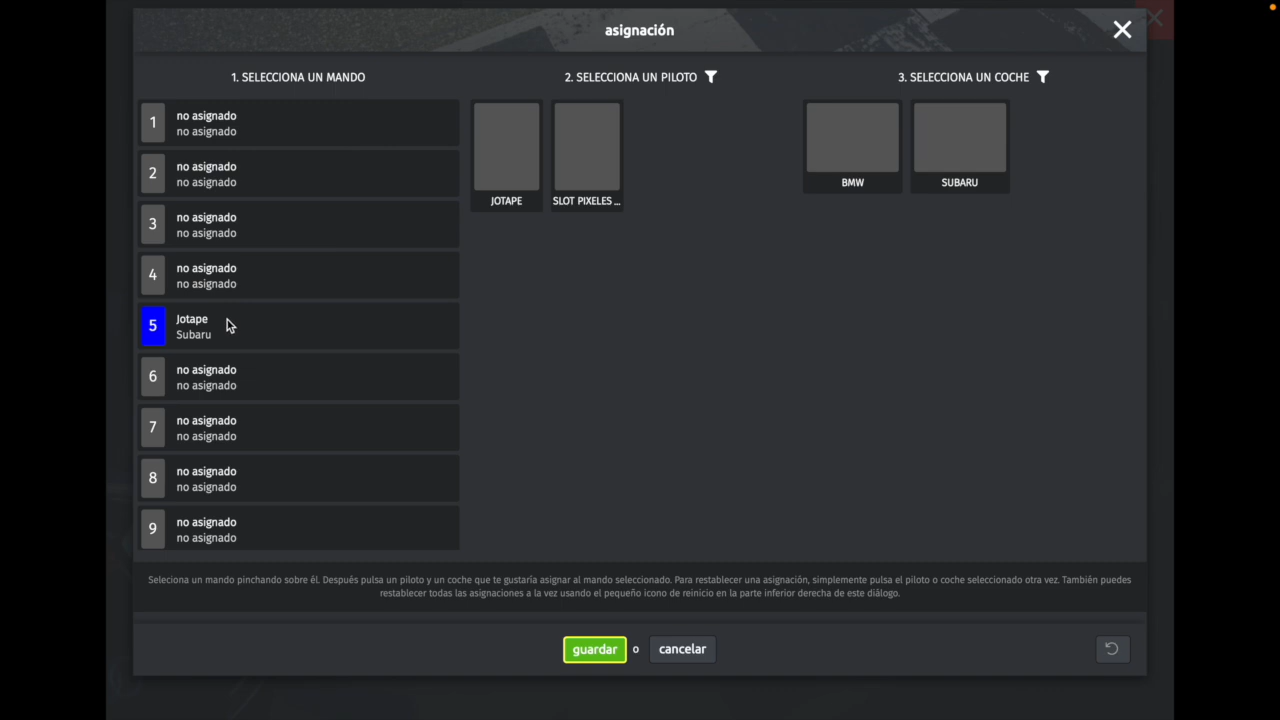 asignación
1. SELECCIONA UN MANDO
2. SELECCIONA UN PILOTO
3. SELECCIONA UN COCHE
1
no asignado
no asignado
2
no asignado
no asignado
3
no asignado
no asignado
4
no asignado
no asignado
5
Jotape
Subaru
6
no asignado
no asignado
7
no asignado
no asignado
8
no asignado
no asignado
9
no asignado
no asignado
JOTAPE
SLOT PIXELES ...
BMW
SUBARU
Seleciona un mando pinchando sobre él. Después pulsa un piloto y un coche que te gustaría asignar al mando seleccionado. Para restablecer una asignación, simplemente pulsa el piloto o coche seleccionado otra vez. También puedes
restablecer todas las asignaciones a la vez usando el pequeño icono de reinicio en la parte inferior derecha de este diálogo.
guardar o cancelar